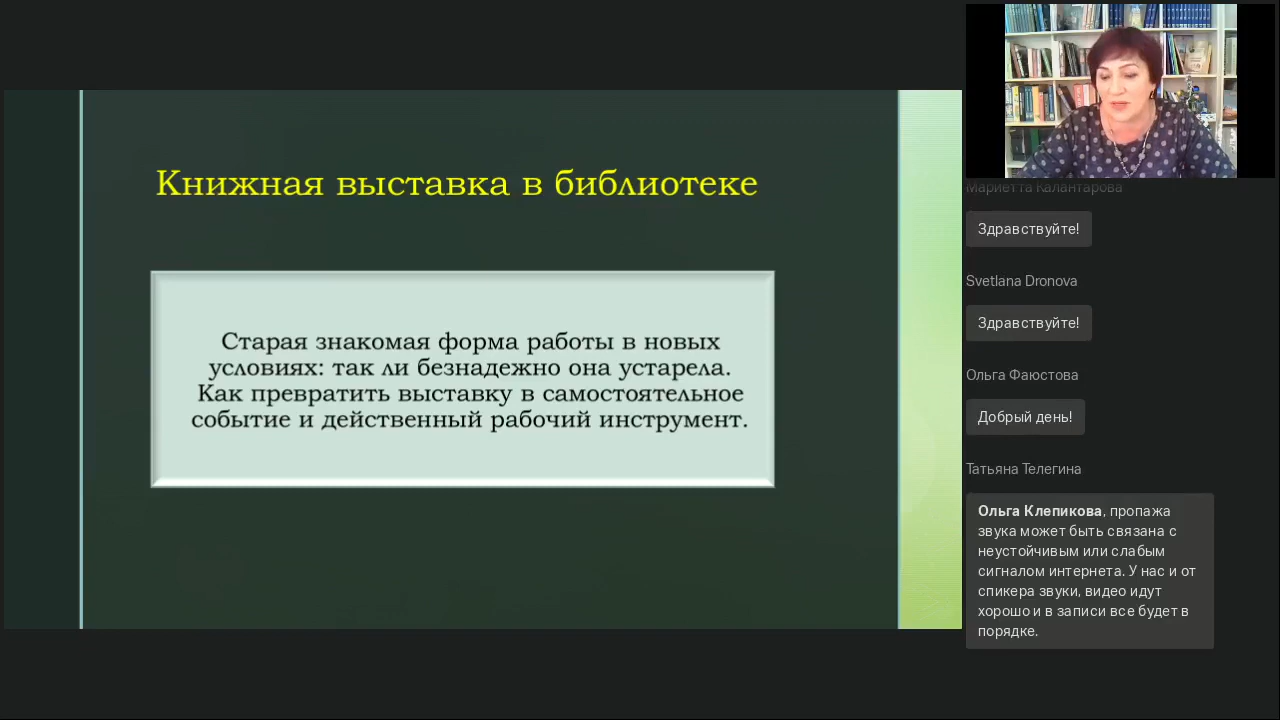 Книжная выставка в библиотеке
Старая знакомая форма работы в новых
условиях: так ли безнадежно она устарела.
Как превратить выставку в самостоятельное
событие и действенный рабочий инструмент.
Мариетта Калантарова
Здравствуйте!
Svetlana Dronova
Здравствуйте!
Ольга Фаюстова
Добрый день!
Татьяна Телегина
Ольга Клепикова, пропажа
звука может быть связана с
неустойчивым или слабым
сигналом интернета. У нас и от
спикера звуки, видео идут
хорошо и в записи все будет в
порядке.